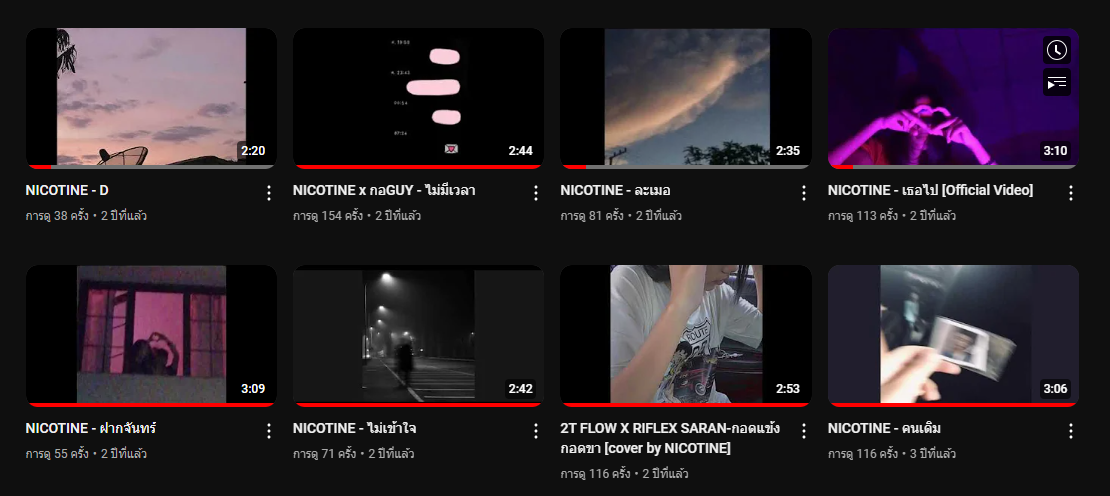 2:20
2:44
2:35
3:10
NICOTINE - D
NICOTINE x กอGUY - ไม่มีเวลา
NICOTINE - ละเมอ
NICOTINE - เธอไป [Official Video]
การดู 38 ครั้ง • 2 ปีที่แล้ว
การดู 154 ครั้ง • 2 ปีที่แล้ว
การดู 81 ครั้ง • 2 ปีที่แล้ว
การดู 113 ครั้ง • 2 ปีที่แล้ว
ROUTE
3:09
2:42
2:53
3:06
NICOTINE - ฝากจันทร์
NICOTINE - ไม่เข้าใจ
2T FLOW X RIFLEX SARAN-กอดแข้ง
กอดขา [cover by NICOTINE]
NICOTINE - คนเดิม
การดู 55 ครั้ง • 2 ปีที่แล้ว
การดู 71 ครั้ง • 2 ปีที่แล้ว
การดู 116 ครั้ง • 2 ปีที่แล้ว
การดู 116 ครั้ง • 3 ปีที่แล้ว